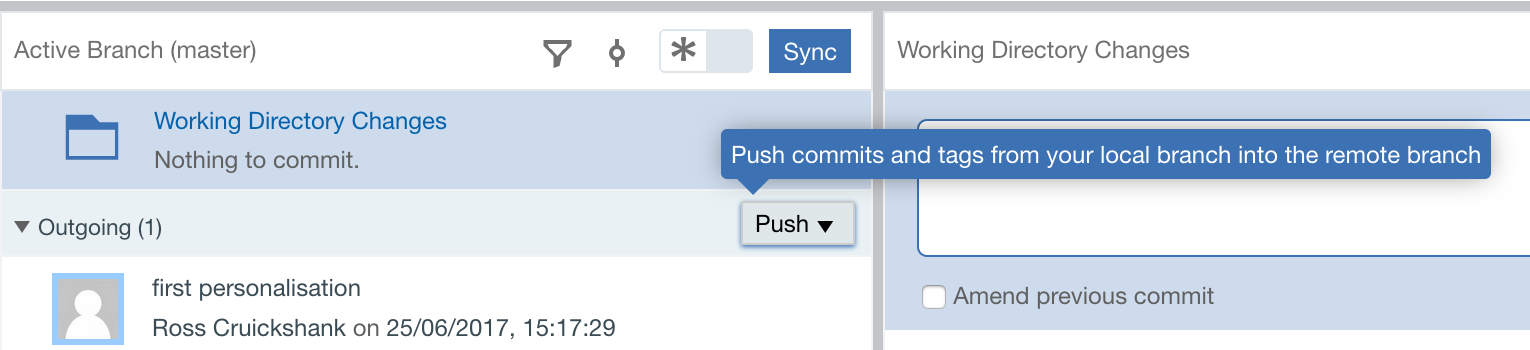 Active Branch (master)
Sync
Working Directory Changes
Nothing to commit.
Outgoing (1)
Push
first personalisation
Ross Cruickshank on 25/06/2017, 15:17:29
Working Directory Changes
Push commits and tags from your local branch into the remote branch
Amend previous commit